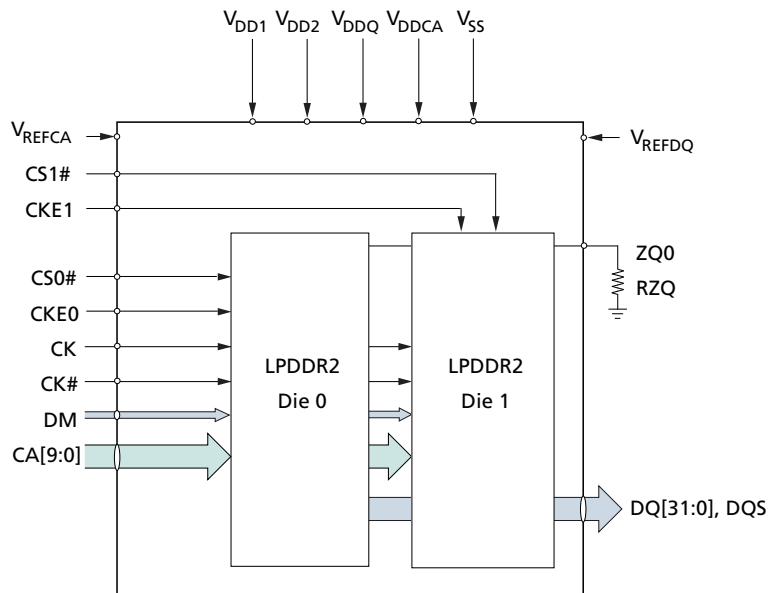 VDD1 VDD2 VDDQ VDDCA VSS
VREFCA
VREFDQ
CS1#
CKE1
ZQ0
CS0#
RZQ
CKE0
CK
LPDDR2
Die 0
LPDDR2
Die 1
CK#
DM
CA[9:0]
DQ[31:0], DQS